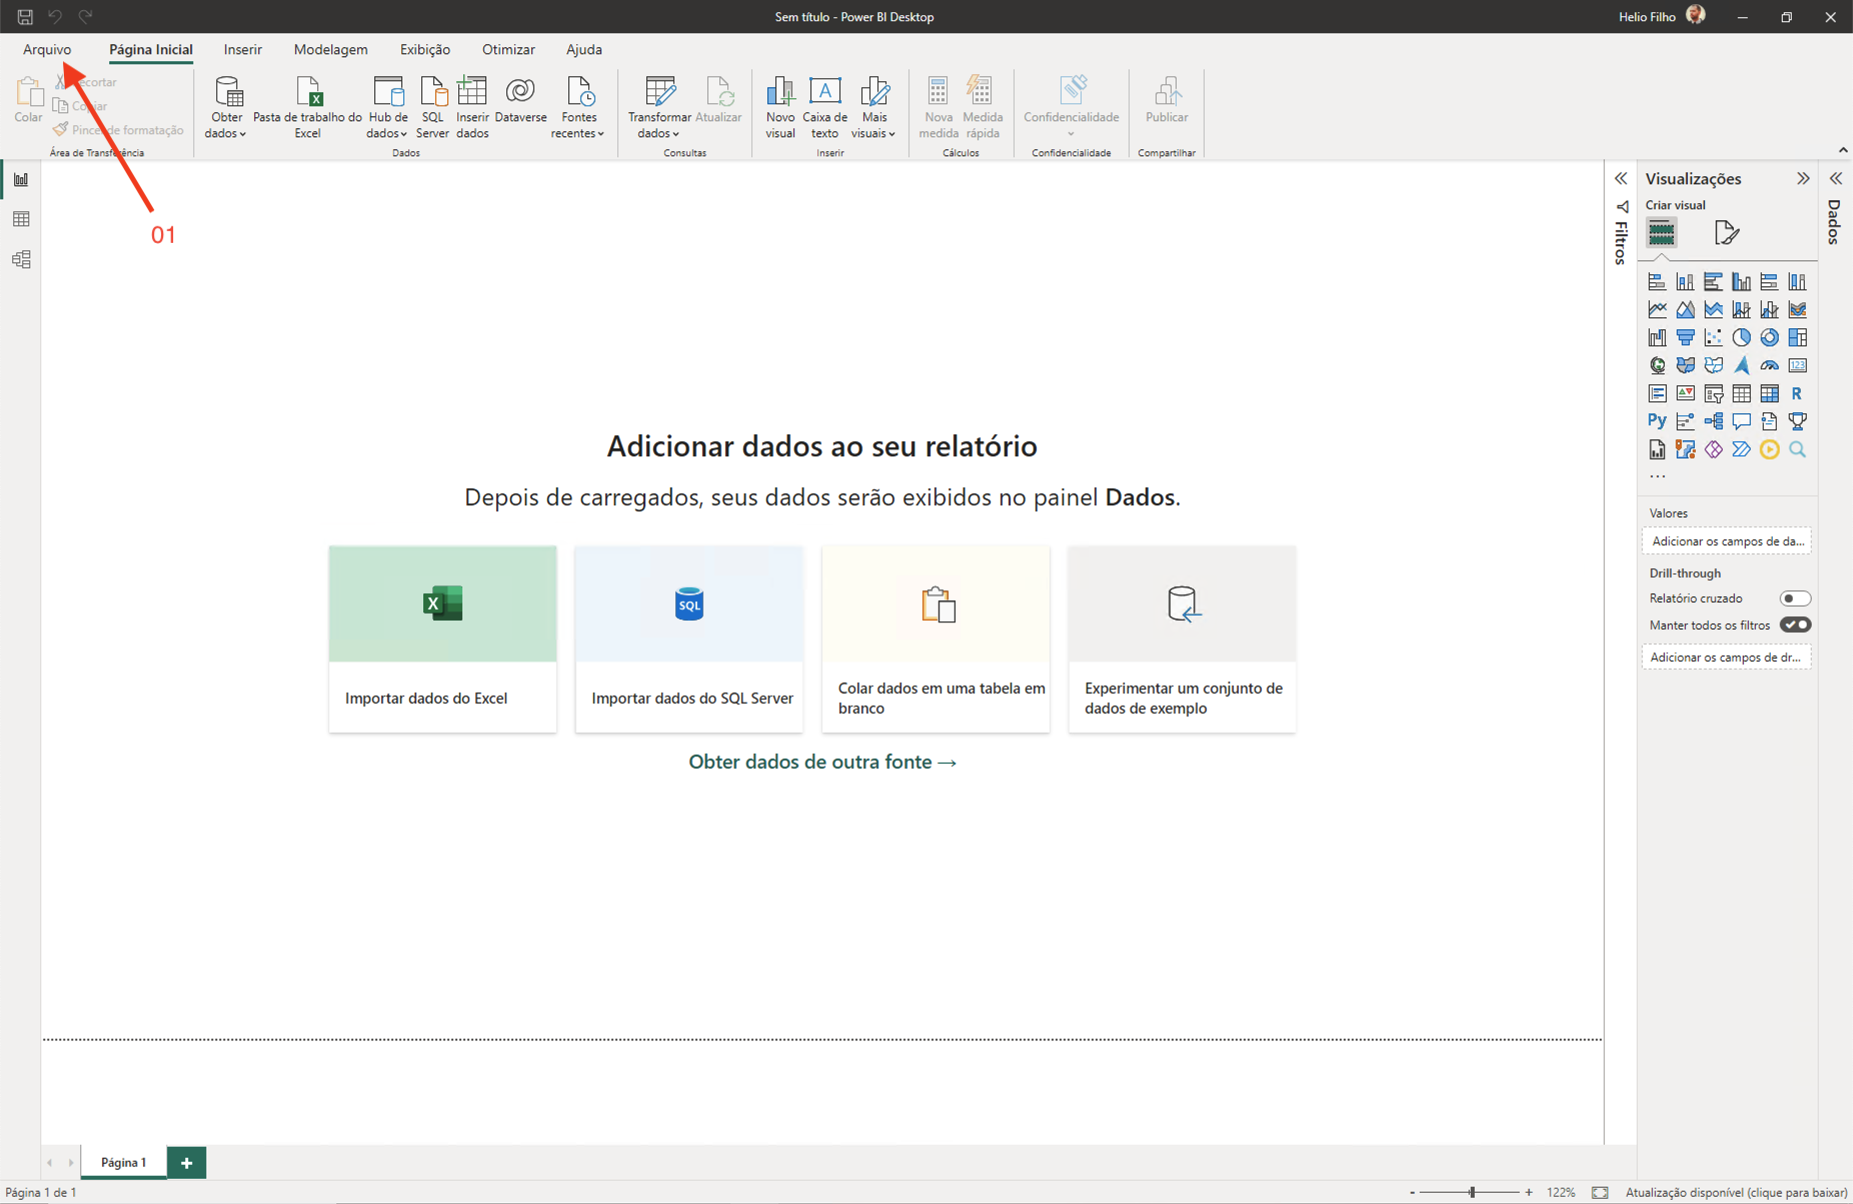 Sem título - Power BI Desktop
Helio Filho
Arquivo
Página Inicial
Inserir
Modelagem
Exibição
Otimizar
Ajuda
Colar
Recortar
Copiar
Pincel de formatação
Área de Transferência
Obter
dados
Pasta de trabalho do
Excel
Hub de
dados
SQL
Server
Inserir
dados
Dataverse
Fontes
recentes
Dados
Transformar
dados
Atualizar
Consultas
Novo
visual
A
Caixa de
texto
Mais
visuais
Inserir
Nova
medida
Medida
rápida
Cálculos
Confidencialidade
Confidencialidade
Publicar
Compartilhar
01
Filtros
Visualizações
Criar visual
123
R
Py
...
Valores
Adicionar os campos de da...
Drill-through
Relatório cruzado
Manter todos os filtros
Adicionar os campos de dr...
Dados
Adicionar dados ao seu relatório
Depois de carregados, seus dados serão exibidos no painel Dados.
X
Importar dados do Excel
SQL
Importar dados do SQL Server
Colar dados em uma tabela em
branco
Experimentar um conjunto de
dados de exemplo
Obter dados de outra fonte →
Página 1
+
Página 1 de 1
- + 122%
Atualização disponível (clique para baixar)